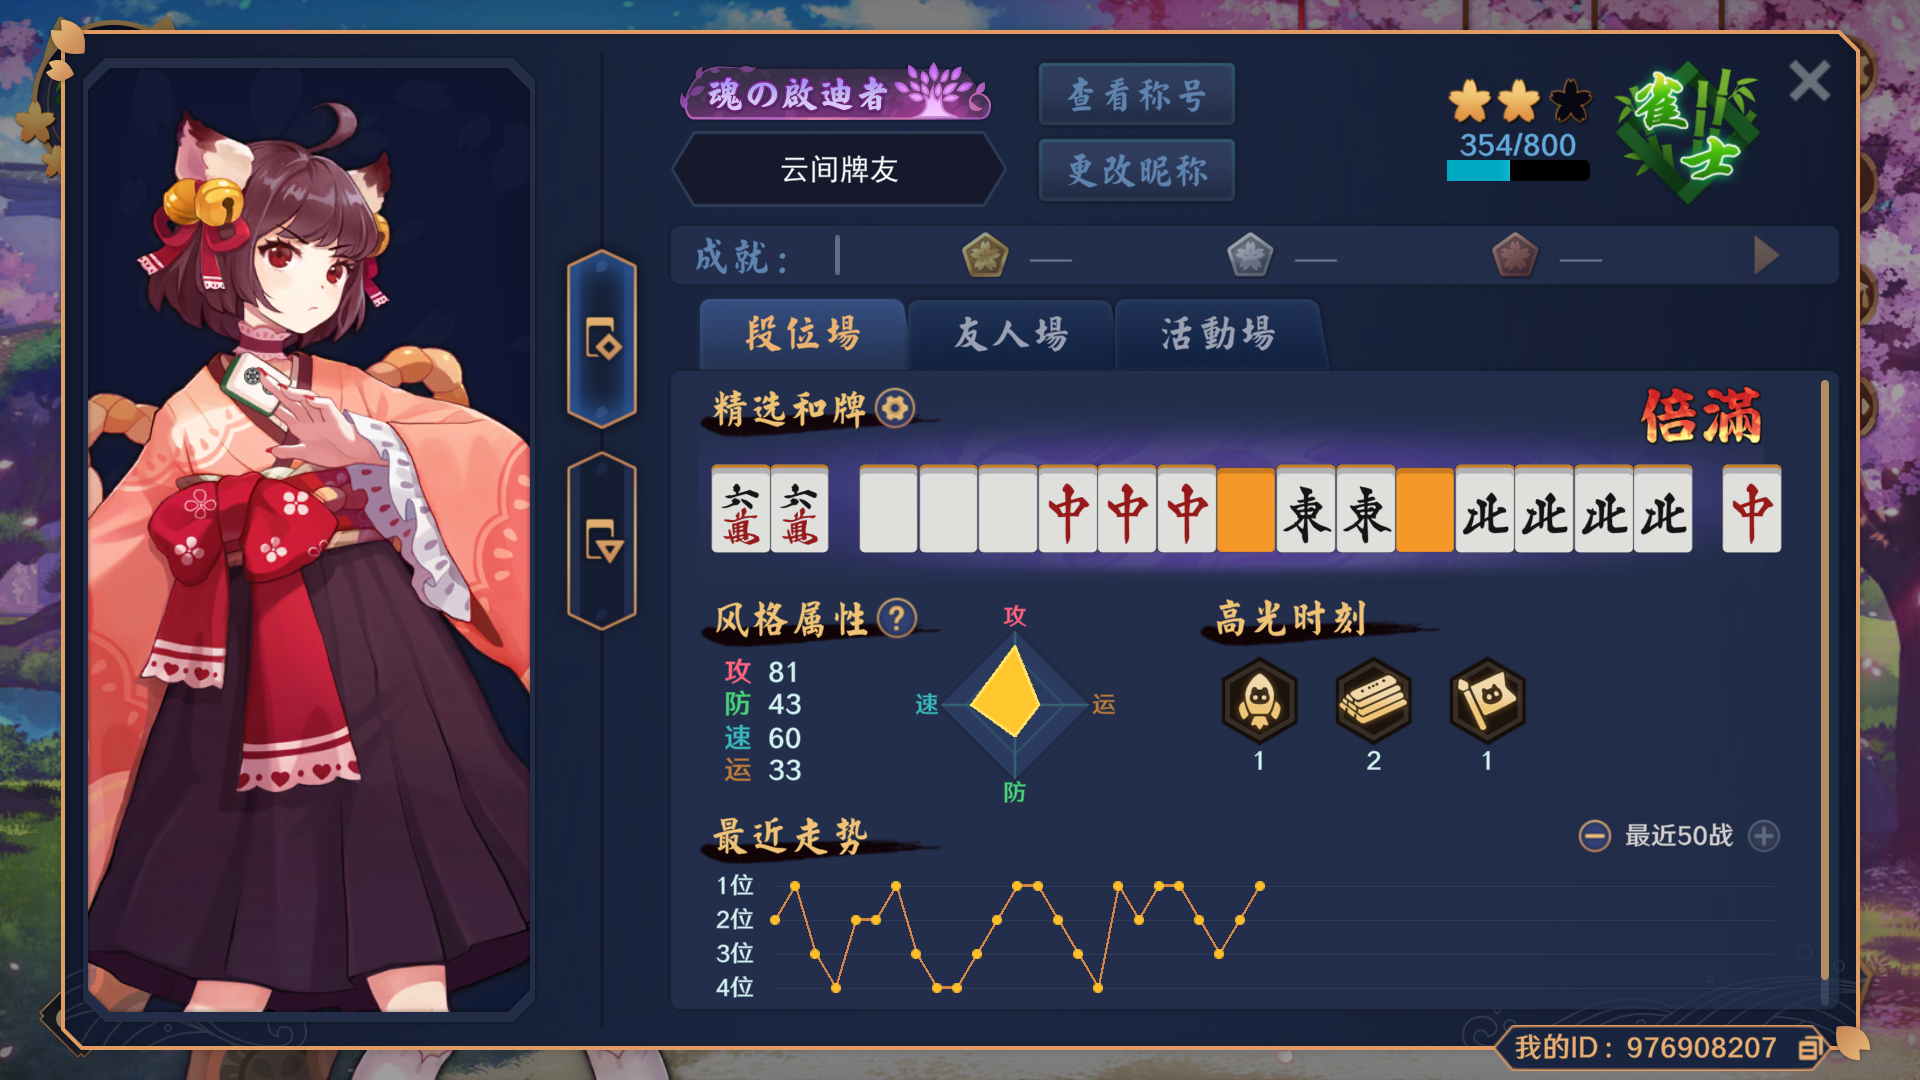 魂の啟迪者
云间牌友
查看称号
更改昵称
354/800
雀士
成就：
段位場
友人場
活動場
精选和牌
倍滿
六萬 六萬 中 中 中 東 東 北 北 北 北 中
风格属性 ?
攻 81
防 43
速 60
运 33
攻
速
运
防
高光时刻
1 2 1
最近走势
最近50战
1位
2位
3位
4位
我的ID：976908207